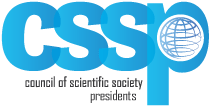 cssp
council of scientific society
presidents